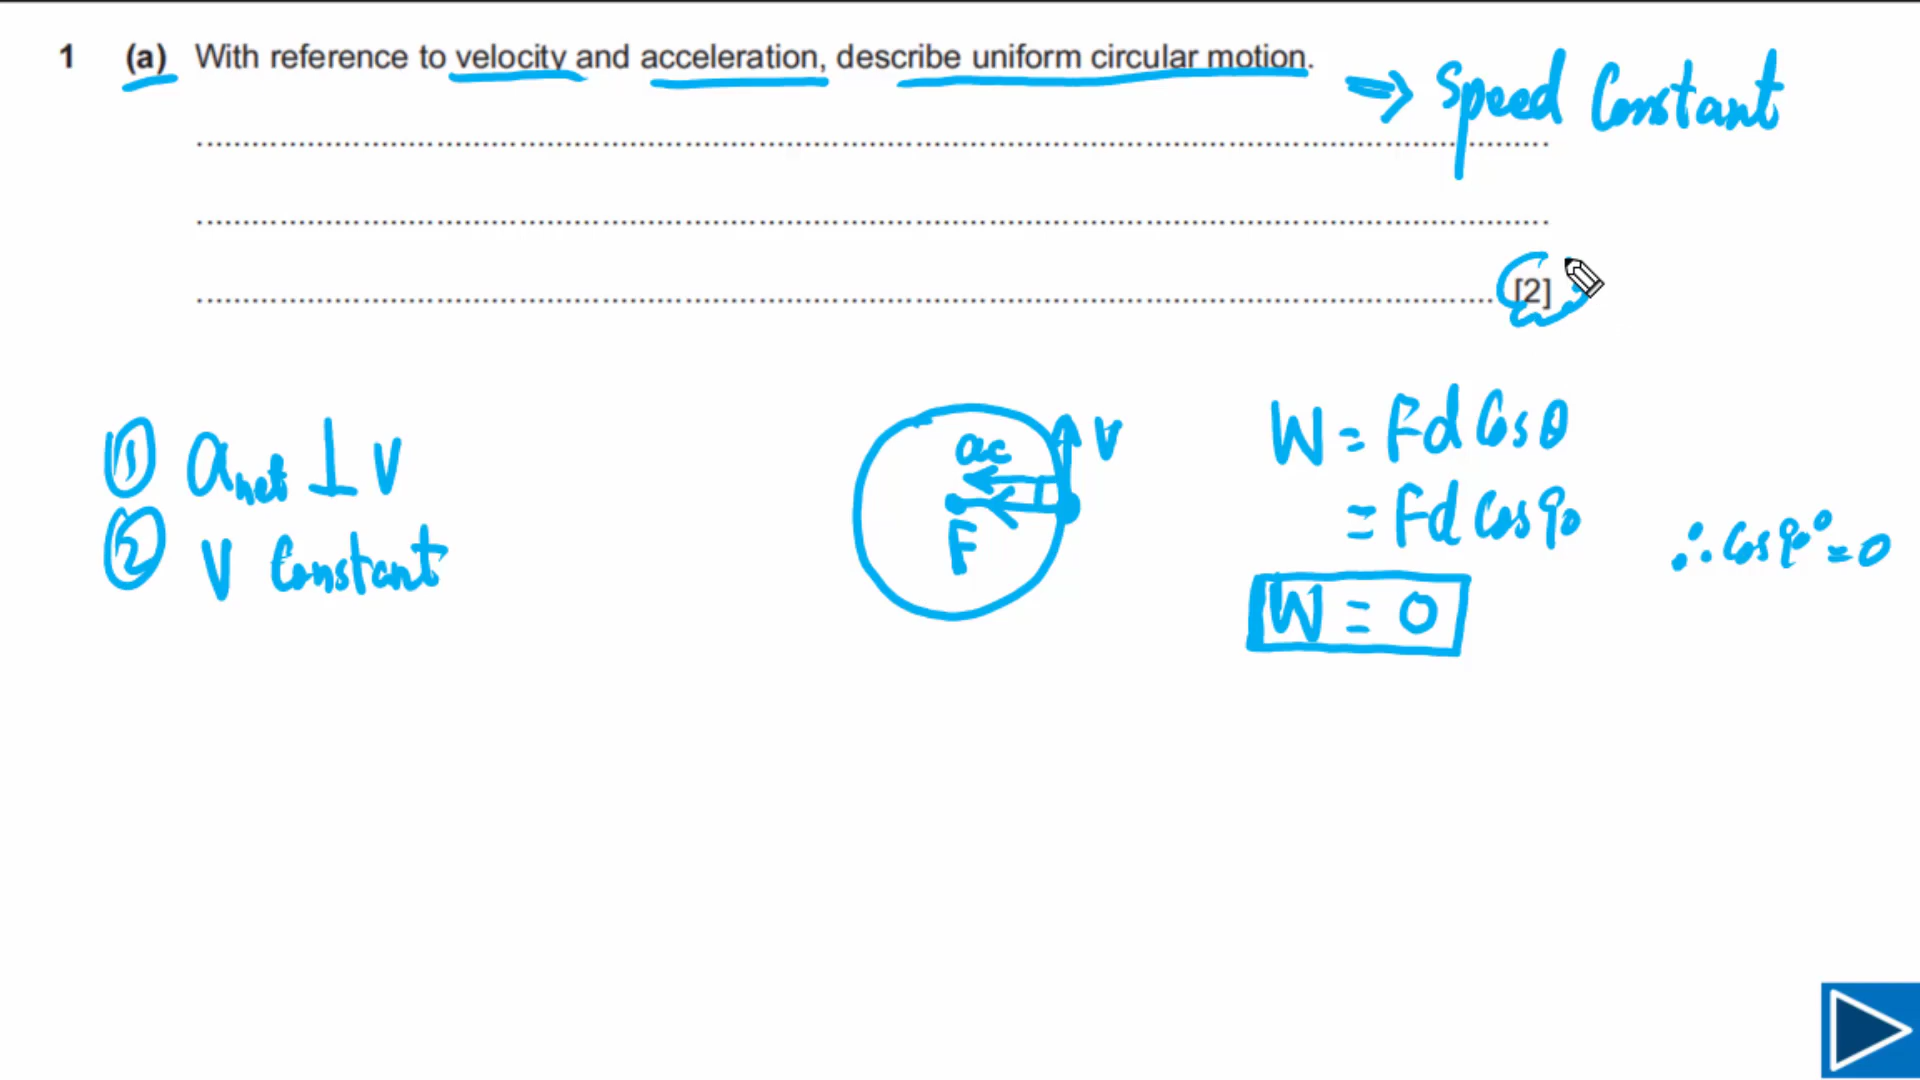 1 (a) With reference to velocity and acceleration, describe uniform circular motion.
⇒ Speed Constant
[2]
① a_net ⊥ V
② V Constant
ac
V
F
W = Fd Cos θ
= Fd Cos 90
∴ Cos 90° = 0
W = 0